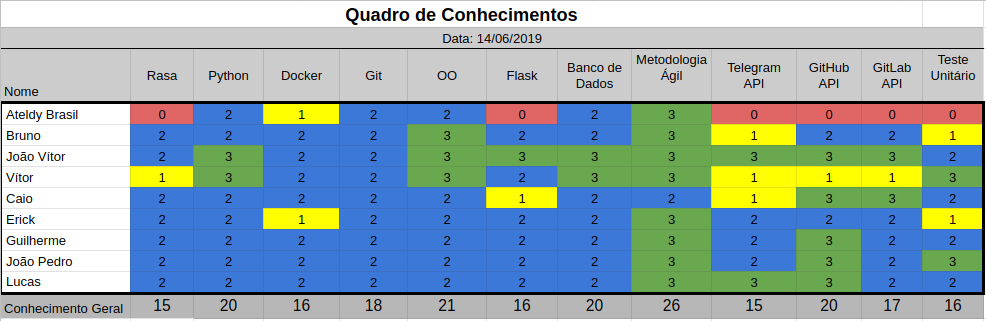 Quadro de Conhecimentos
Data: 14/06/2019
Nome Rasa Python Docker Git OO Flask Banco de Dados Metodologia Ágil Telegram API GitHub API GitLab API Teste Unitário
Ateldy Brasil 0 2 1 2 2 0 2 3 0 0 0 0
Bruno 2 2 2 2 3 2 2 3 1 2 2 1
João Vítor 2 3 2 2 3 3 3 3 3 3 3 2
Vítor 1 3 2 2 3 2 3 3 1 1 1 3
Caio 2 2 2 2 2 1 2 2 1 3 3 2
Erick 2 2 1 2 2 2 2 3 2 2 2 1
Guilherme 2 2 2 2 2 2 2 3 2 3 2 2
João Pedro 2 2 2 2 2 2 2 3 2 3 2 3
Lucas 2 2 2 2 2 2 2 3 3 3 2 2
Conhecimento Geral 15 20 16 18 21 16 20 26 15 20 17 16